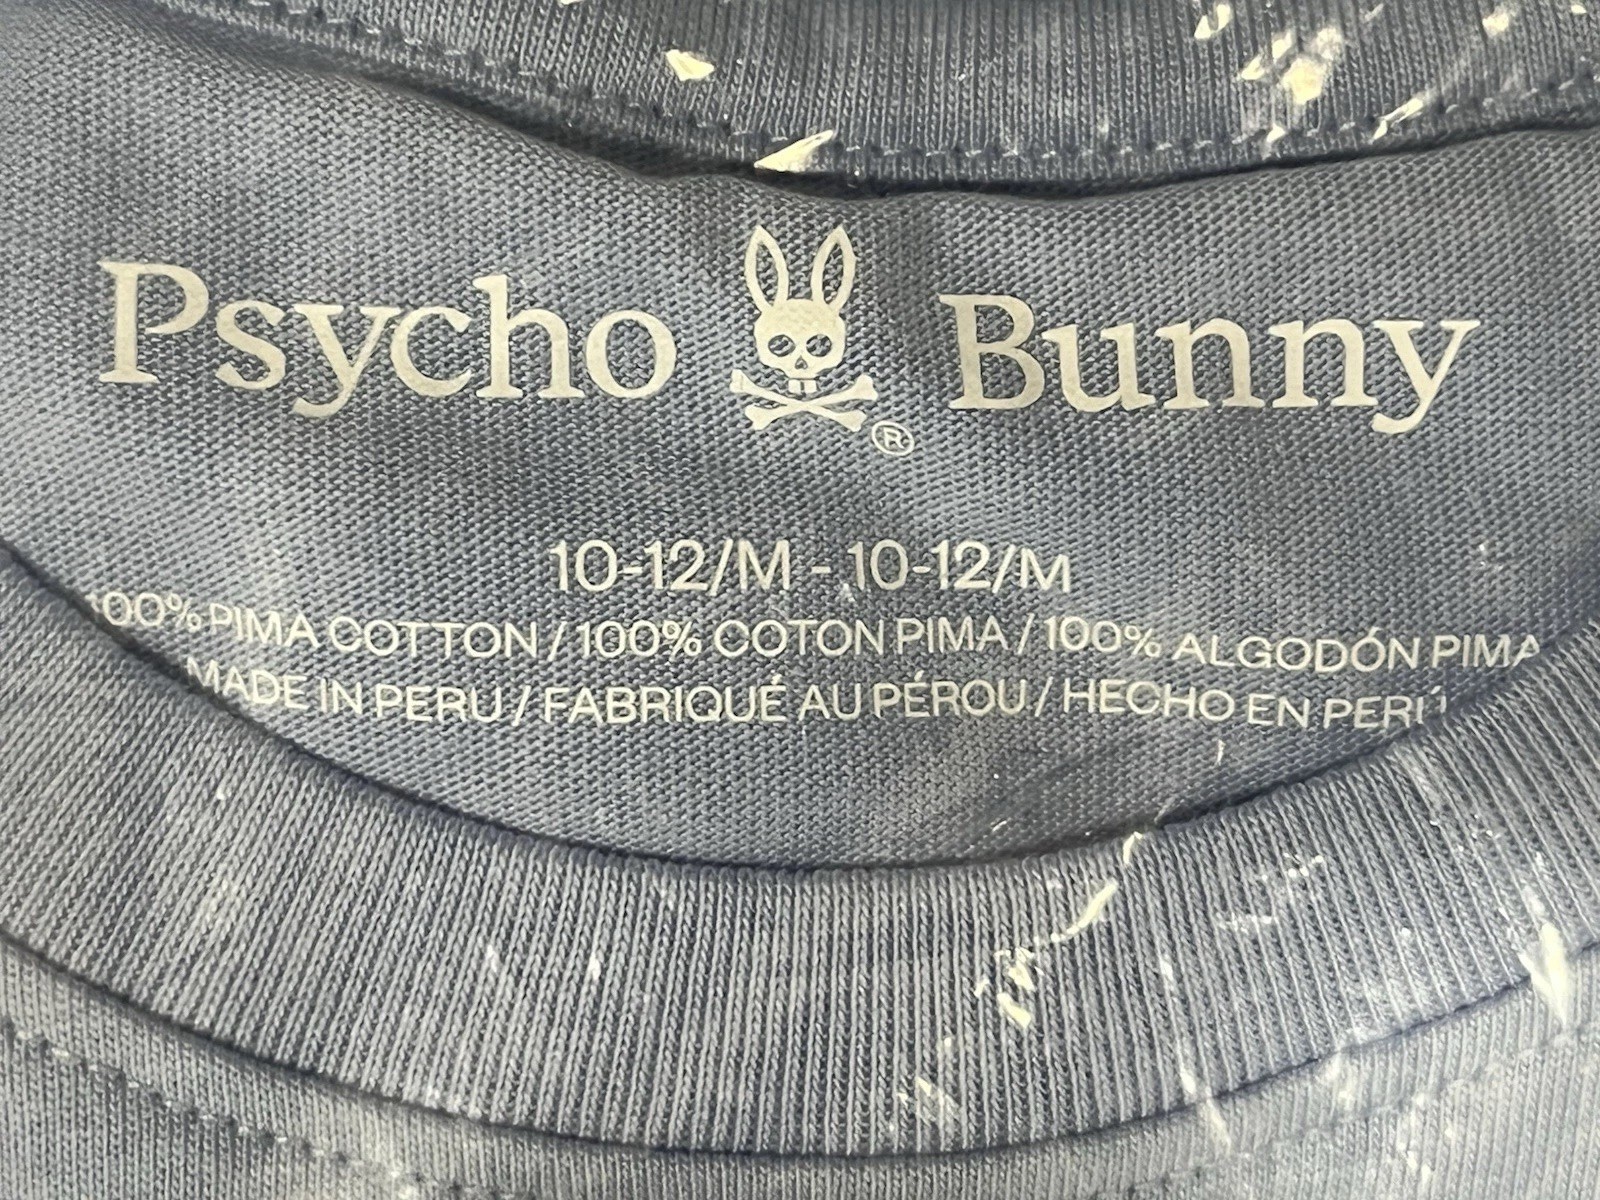 Psycho Bunny
®
10-12/M - 10-12/M
100% PIMA COTTON / 100% COTON PIMA / 100% ALGODÓN PIMA
MADE IN PERU / FABRIQUÉ AU PÉROU / HECHO EN PERÚ